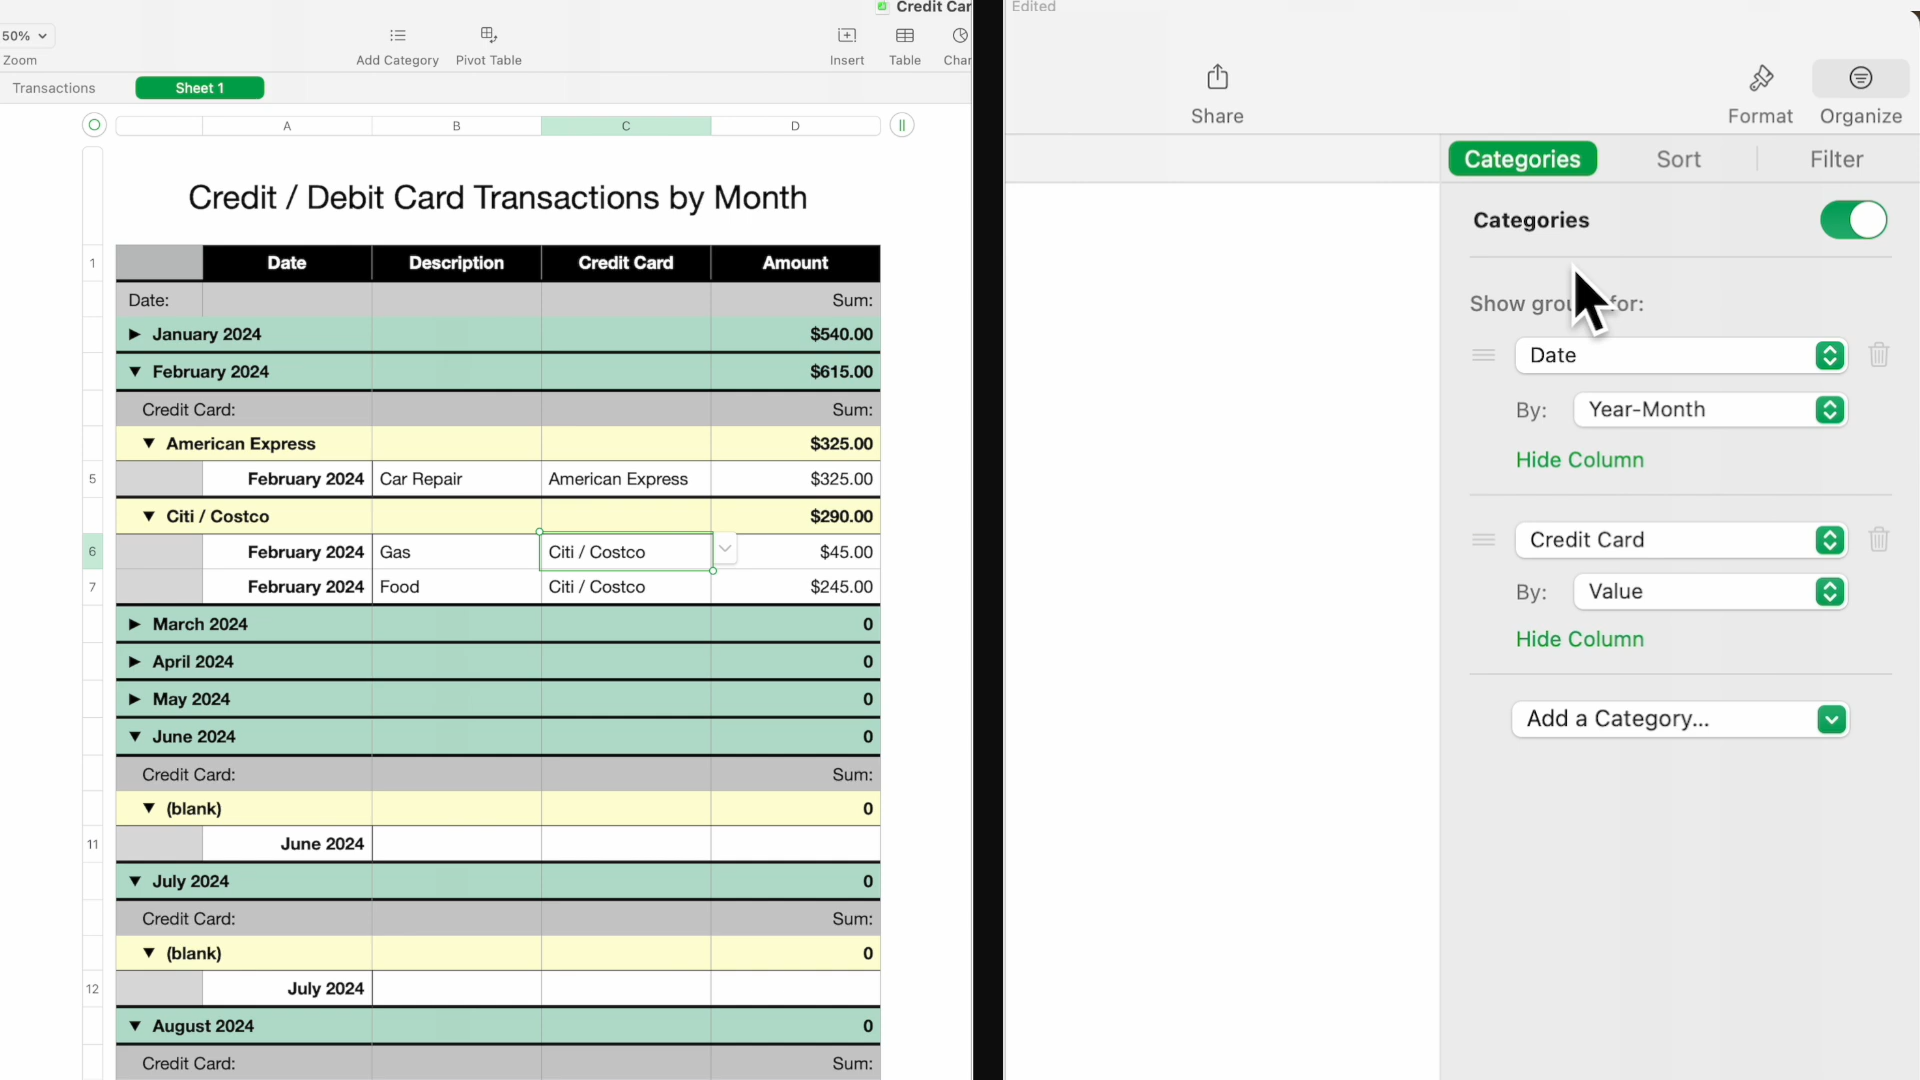 Credit Car
50%
Zoom
Add Category
Pivot Table
Insert
Table
Char
Transactions
Sheet 1
A B C D
Credit / Debit Card Transactions by Month
1 Date Description Credit Card Amount
Date: Sum:
January 2024 $540.00
February 2024 $615.00
Credit Card: Sum:
American Express $325.00
5 February 2024 Car Repair American Express $325.00
Citi / Costco $290.00
6 February 2024 Gas Citi / Costco $45.00
7 February 2024 Food Citi / Costco $245.00
March 2024 0
April 2024 0
May 2024 0
June 2024 0
Credit Card: Sum:
(blank) 0
11 June 2024
July 2024 0
Credit Card: Sum:
(blank) 0
12 July 2024
August 2024 0
Credit Card: Sum:
Edited
Share
Format
Organize
Categories Sort Filter
Categories
Show for:
Date
By: Year-Month
Hide Column
Credit Card
By: Value
Hide Column
Add a Category...